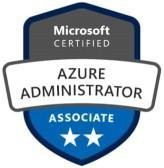 Microsoft
CERTIFIED
AZURE
ADMINISTRATOR
ASSOCIATE